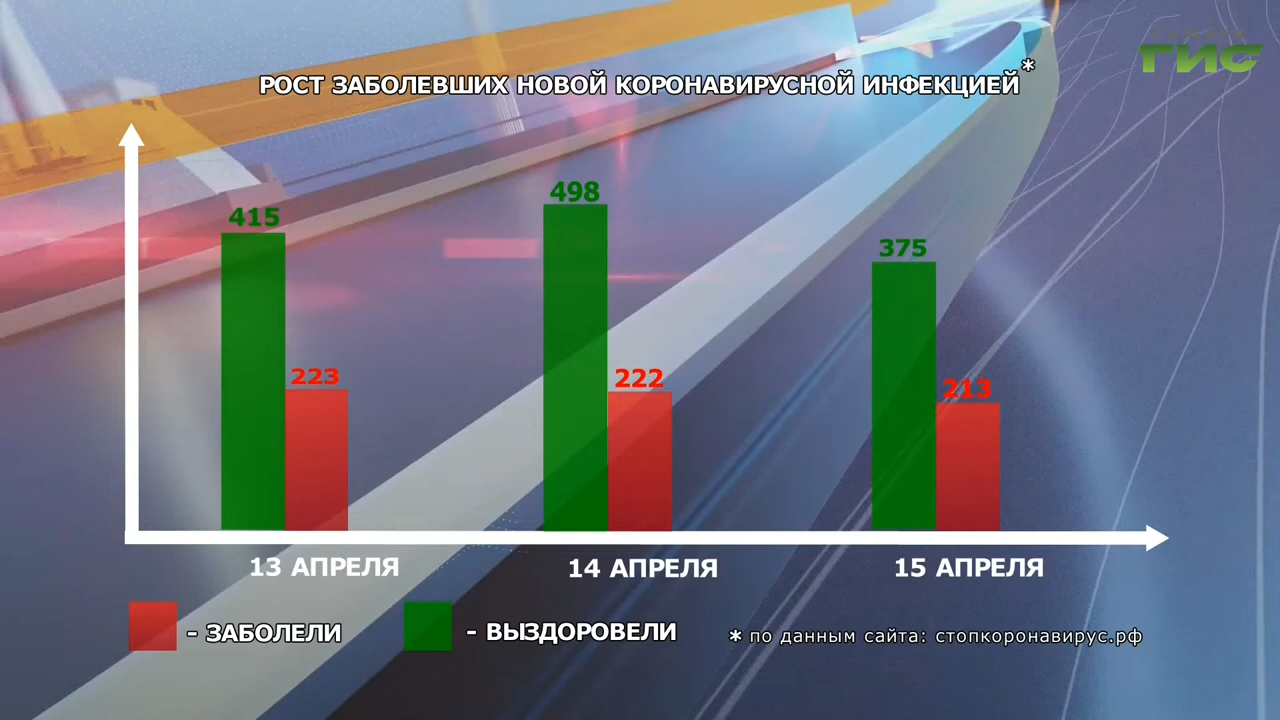 САМАРА
ГИС
РОСТ ЗАБОЛЕВШИХ НОВОЙ КОРОНАВИРУСНОЙ ИНФЕКЦИЕЙ*
415
223
498
222
375
213
13 АПРЕЛЯ
14 АПРЕЛЯ
15 АПРЕЛЯ
- ЗАБОЛЕЛИ
- ВЫЗДОРОВЕЛИ
* по данным сайта: стопкоронавирус.рф